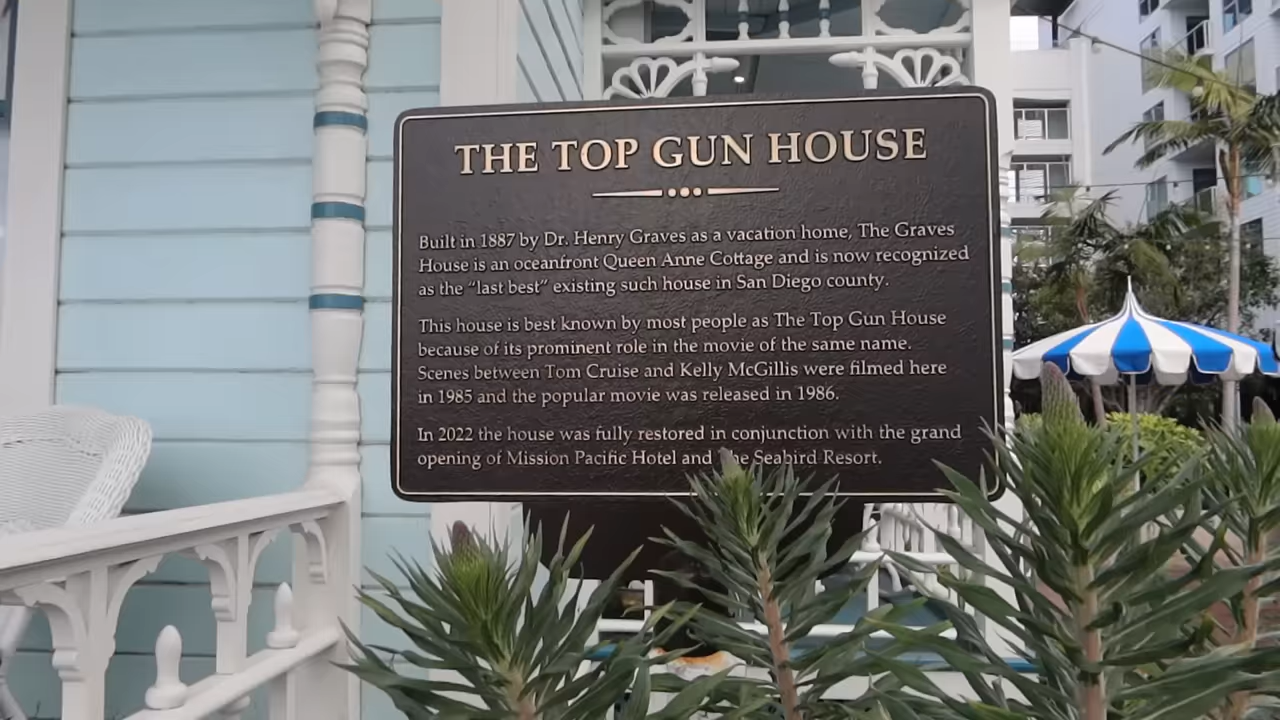 THE TOP GUN HOUSE
Built in 1887 by Dr. Henry Graves as a vacation home, The Graves
House is an oceanfront Queen Anne Cottage and is now recognized
as the “last best” existing such house in San Diego county.
This house is best known by most people as The Top Gun House
because of its prominent role in the movie of the same name.
Scenes between Tom Cruise and Kelly McGillis were filmed here
in 1985 and the popular movie was released in 1986.
In 2022 the house was fully restored in conjunction with the grand
opening of Mission Pacific Hotel and The Seabird Resort.